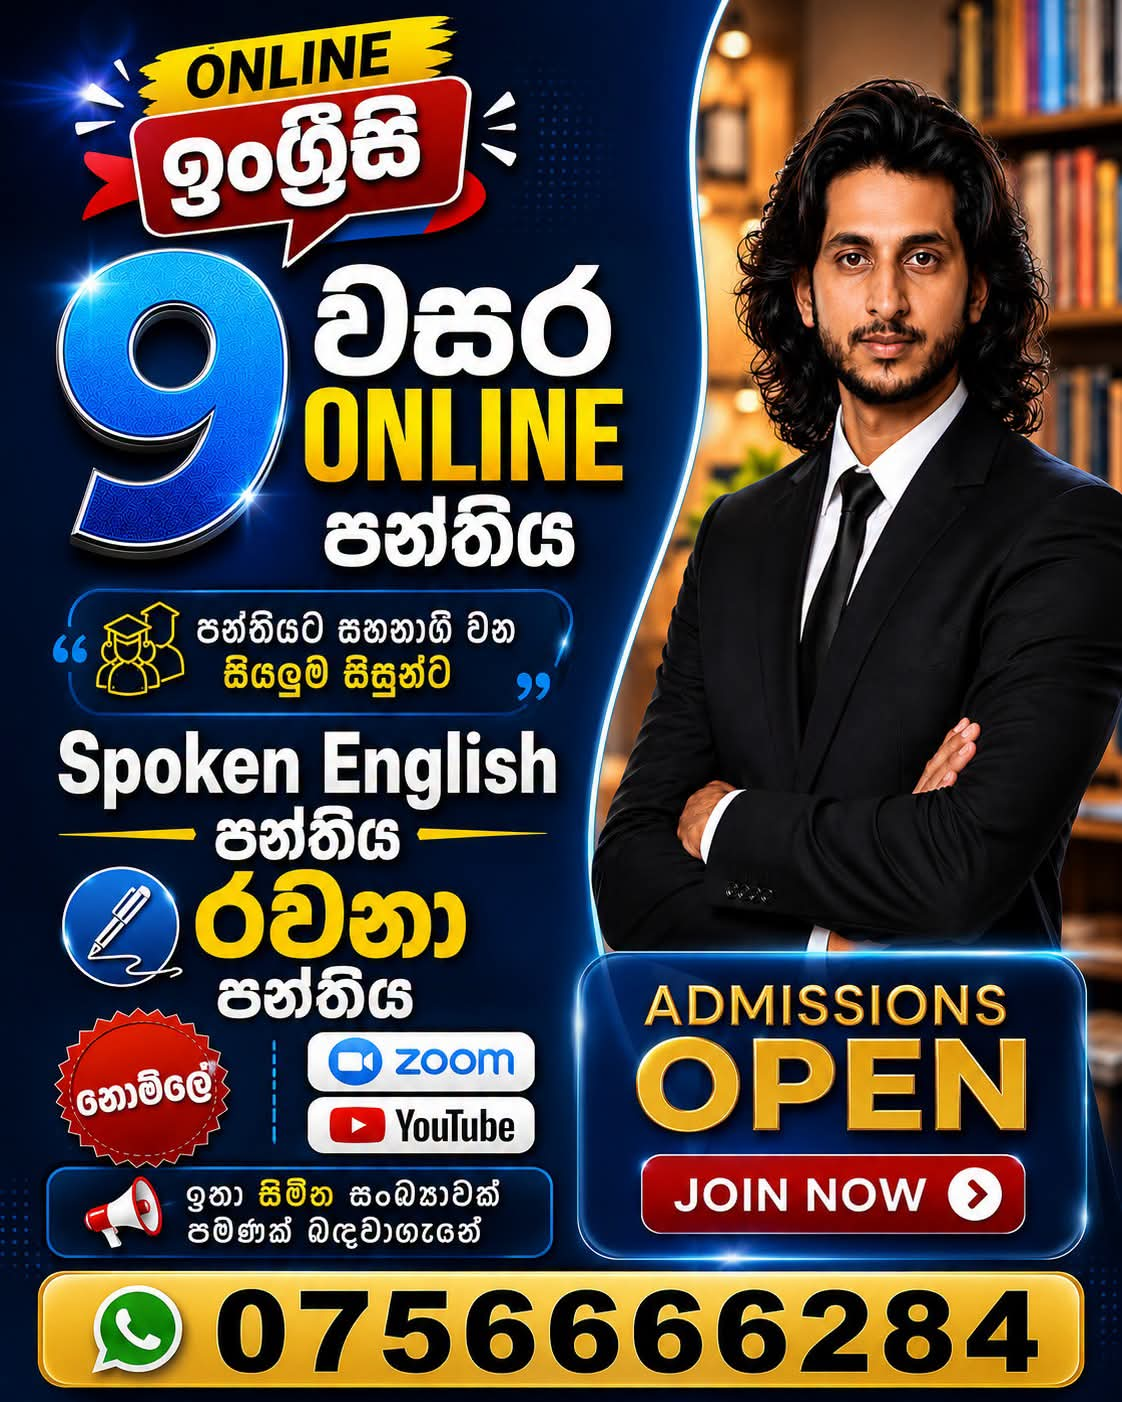 ONLINE
ඉංග්‍රීසි
9 වසර
ONLINE
පන්තිය
“ පන්තියට සහභාගී වන
සියලුම සිසුන්ට ”
Spoken English
පන්තිය
රචනා
පන්තිය
නොමිලේ
zoom
YouTube
ඉතා සිමිත සංඛ්‍යාවක්
පමණක් බඳවාගැනේ
ADMISSIONS
OPEN
JOIN NOW
0756666284